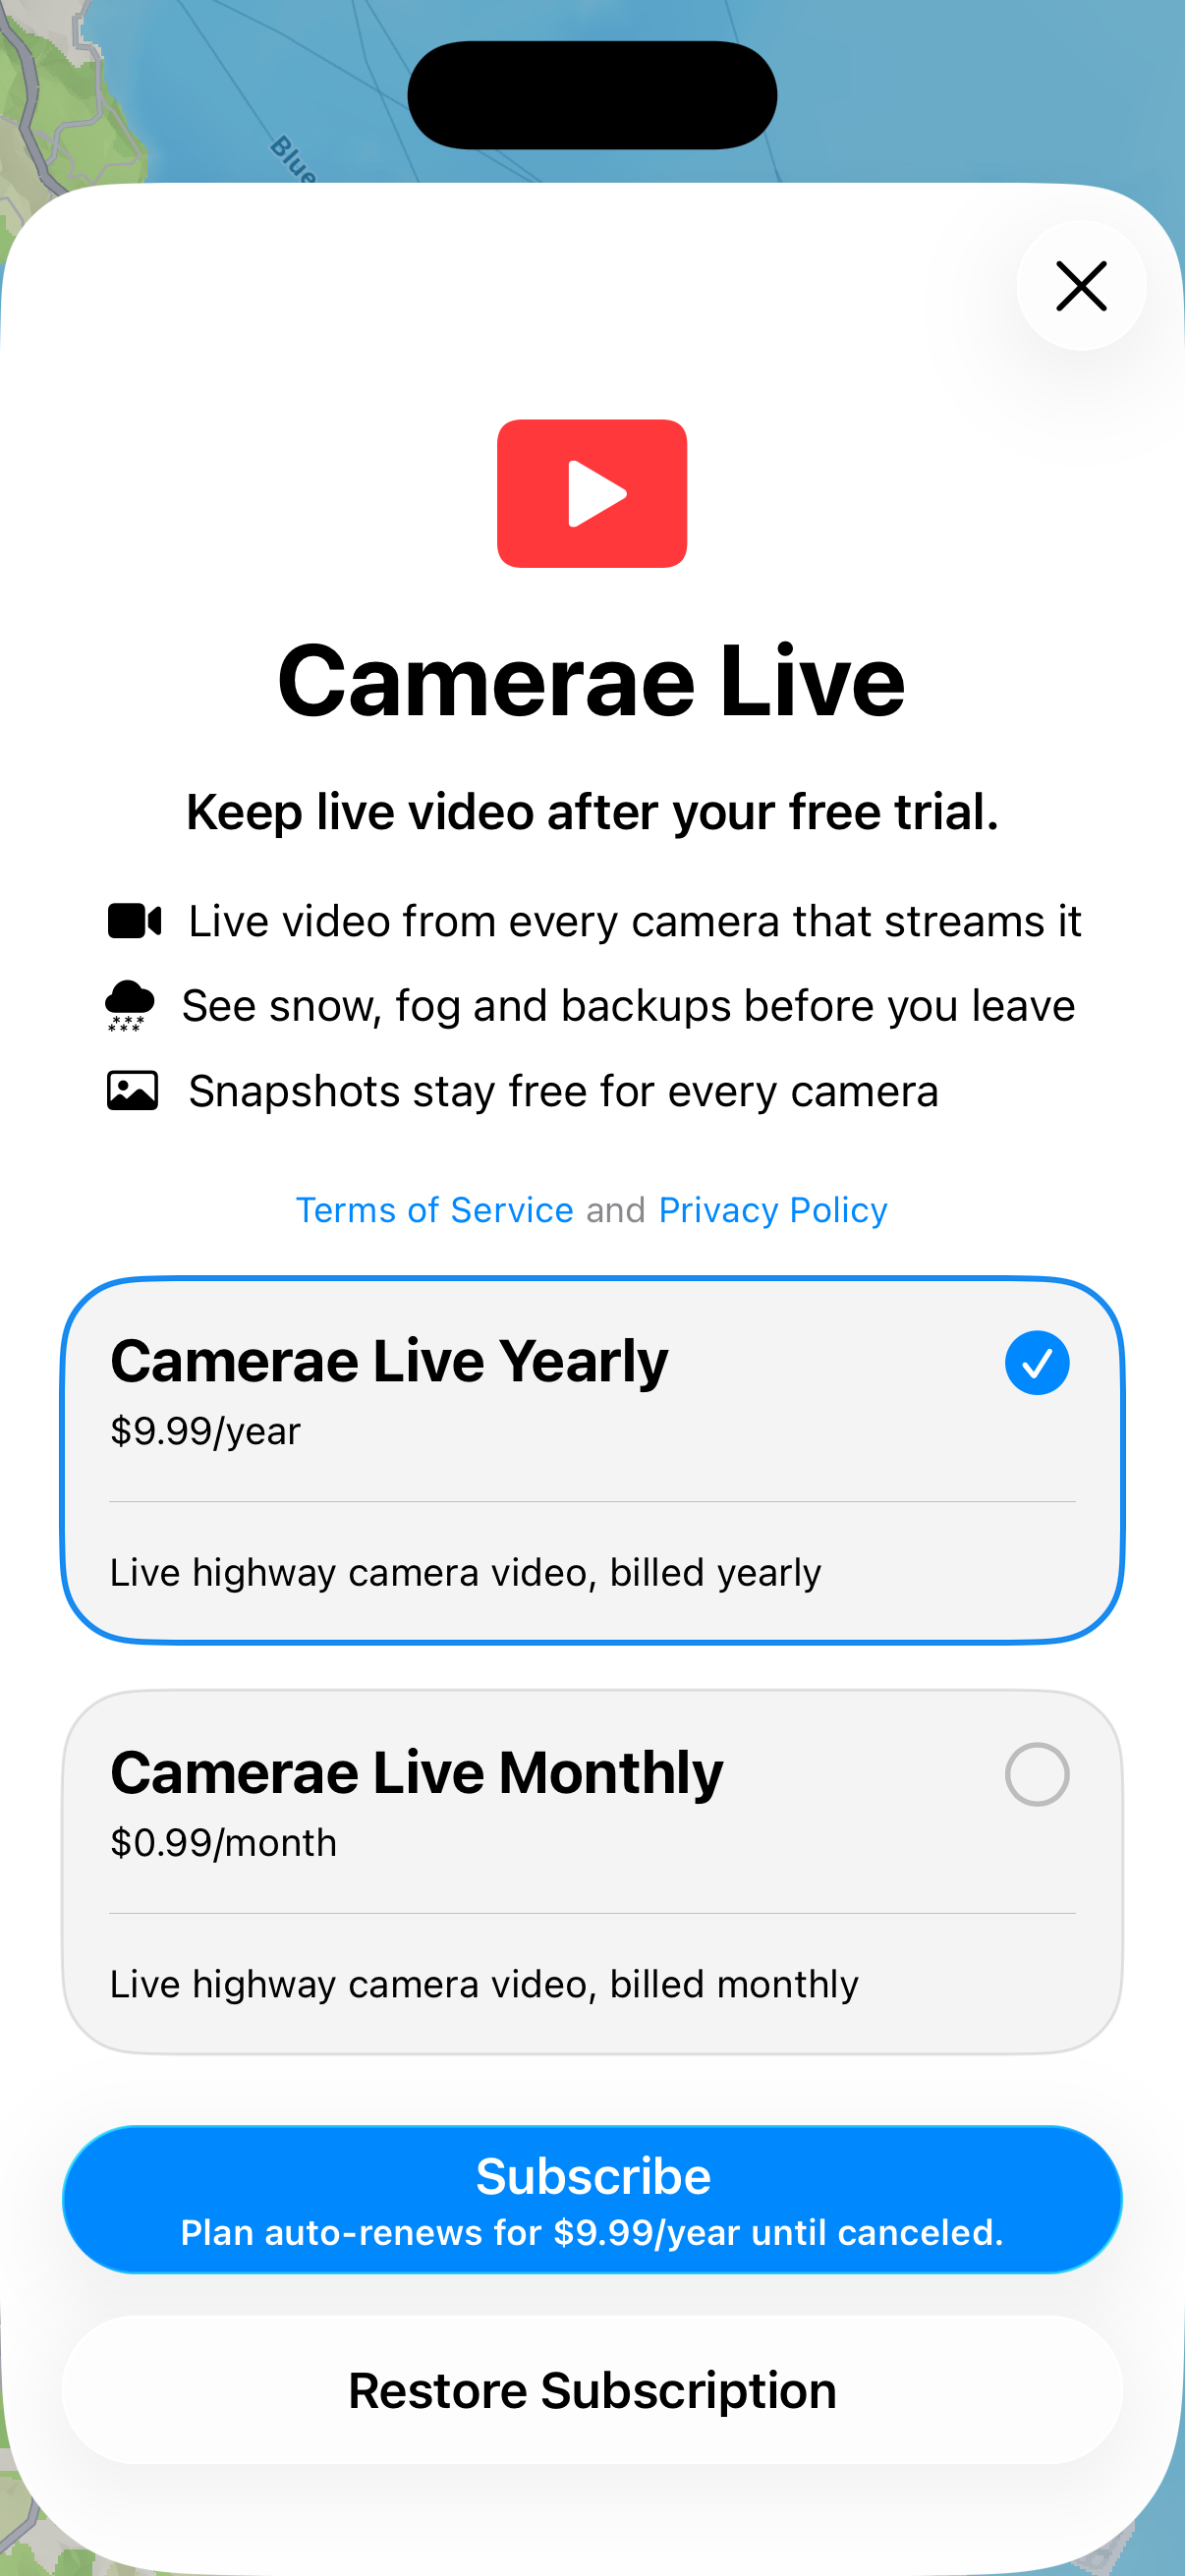 Blue
Camerae Live
Keep live video after your free trial.
Live video from every camera that streams it
See snow, fog and backups before you leave
Snapshots stay free for every camera
Terms of Service and Privacy Policy
Camerae Live Yearly
$9.99/year
Live highway camera video, billed yearly
Camerae Live Monthly
$0.99/month
Live highway camera video, billed monthly
Subscribe
Plan auto-renews for $9.99/year until canceled.
Restore Subscription